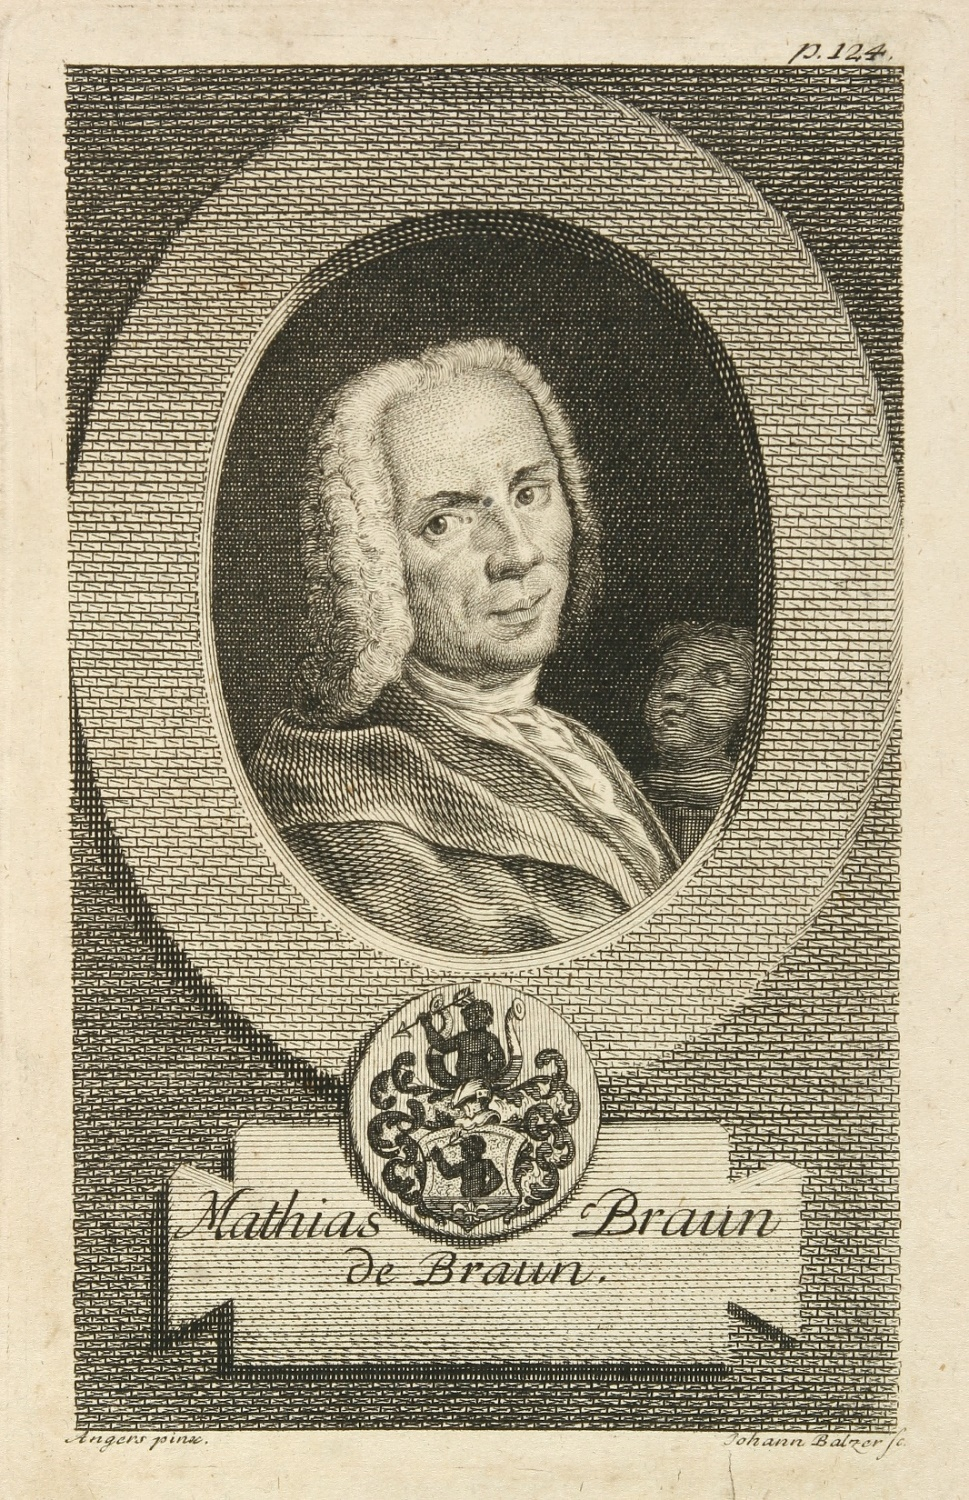 p. 124.
Mathias Braun
de Braun.
Angers pinx.
Johann Balzer sc.